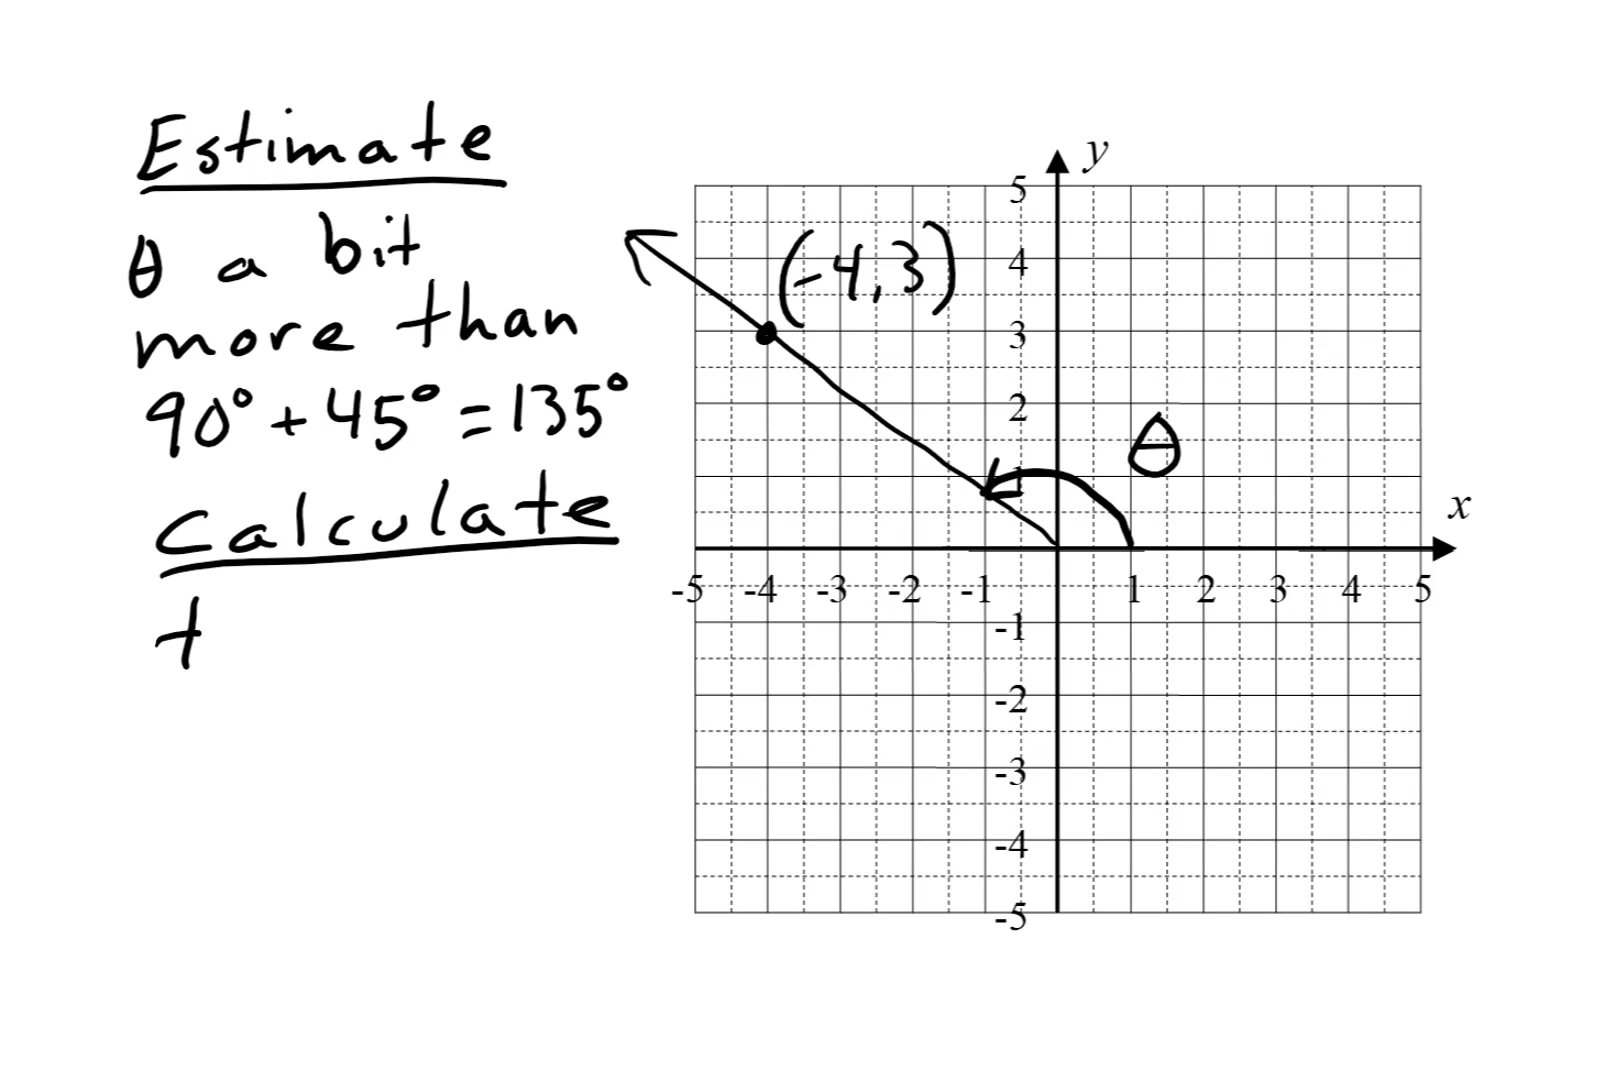 Estimate
θ a bit
more than
90° + 45° = 135°
Calculate
t
y
x
(-4,3)
θ
5
4
3
2
1
-5 -4 -3 -2 -1 1 2 3 4 5
-1
-2
-3
-4
-5